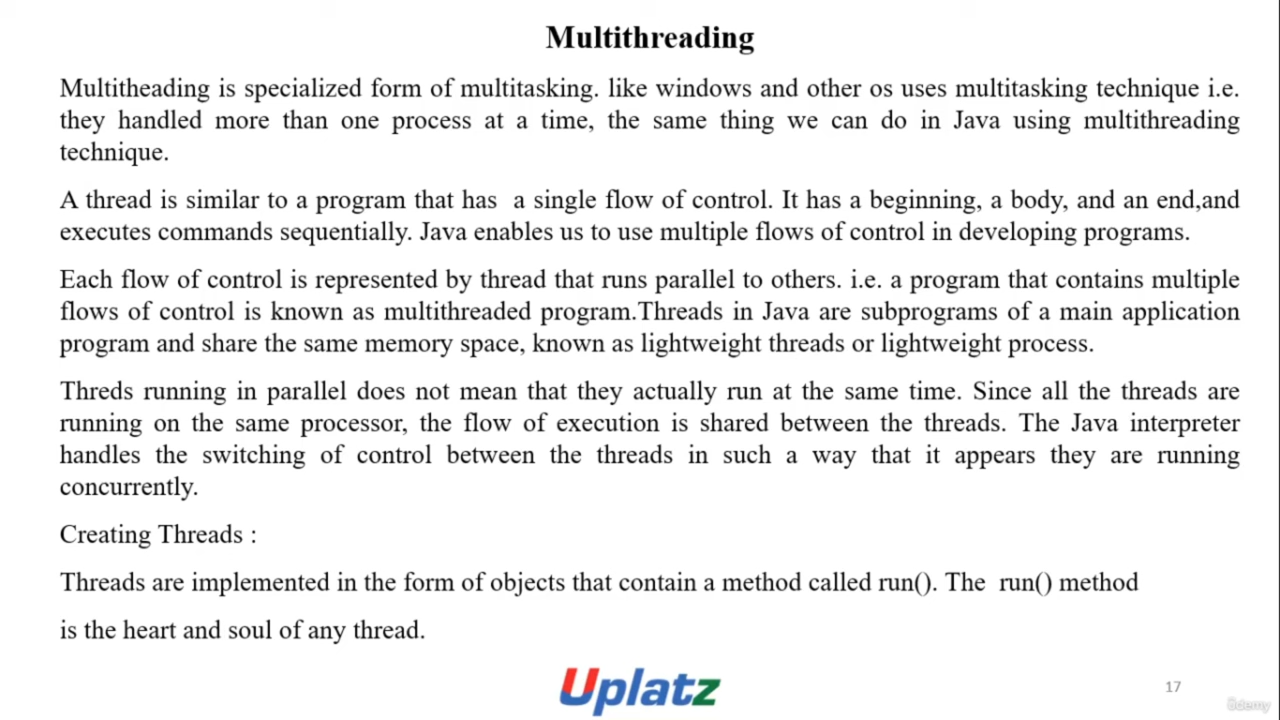 Multithreading
Multitheading is specialized form of multitasking. like windows and other os uses multitasking technique i.e.
they handled more than one process at a time, the same thing we can do in Java using multithreading
technique.
A thread is similar to a program that has  a single flow of control. It has a beginning, a body, and an end,and
executes commands sequentially. Java enables us to use multiple flows of control in developing programs.
Each flow of control is represented by thread that runs parallel to others. i.e. a program that contains multiple
flows of control is known as multithreaded program.Threads in Java are subprograms of a main application
program and share the same memory space, known as lightweight threads or lightweight process.
Threds running in parallel does not mean that they actually run at the same time. Since all the threads are
running on the same processor, the flow of execution is shared between the threads. The Java interpreter
handles the switching of control between the threads in such a way that it appears they are running
concurrently.
Creating Threads :
Threads are implemented in the form of objects that contain a method called run(). The  run() method
is the heart and soul of any thread.
Uplatz
17
ûdemy